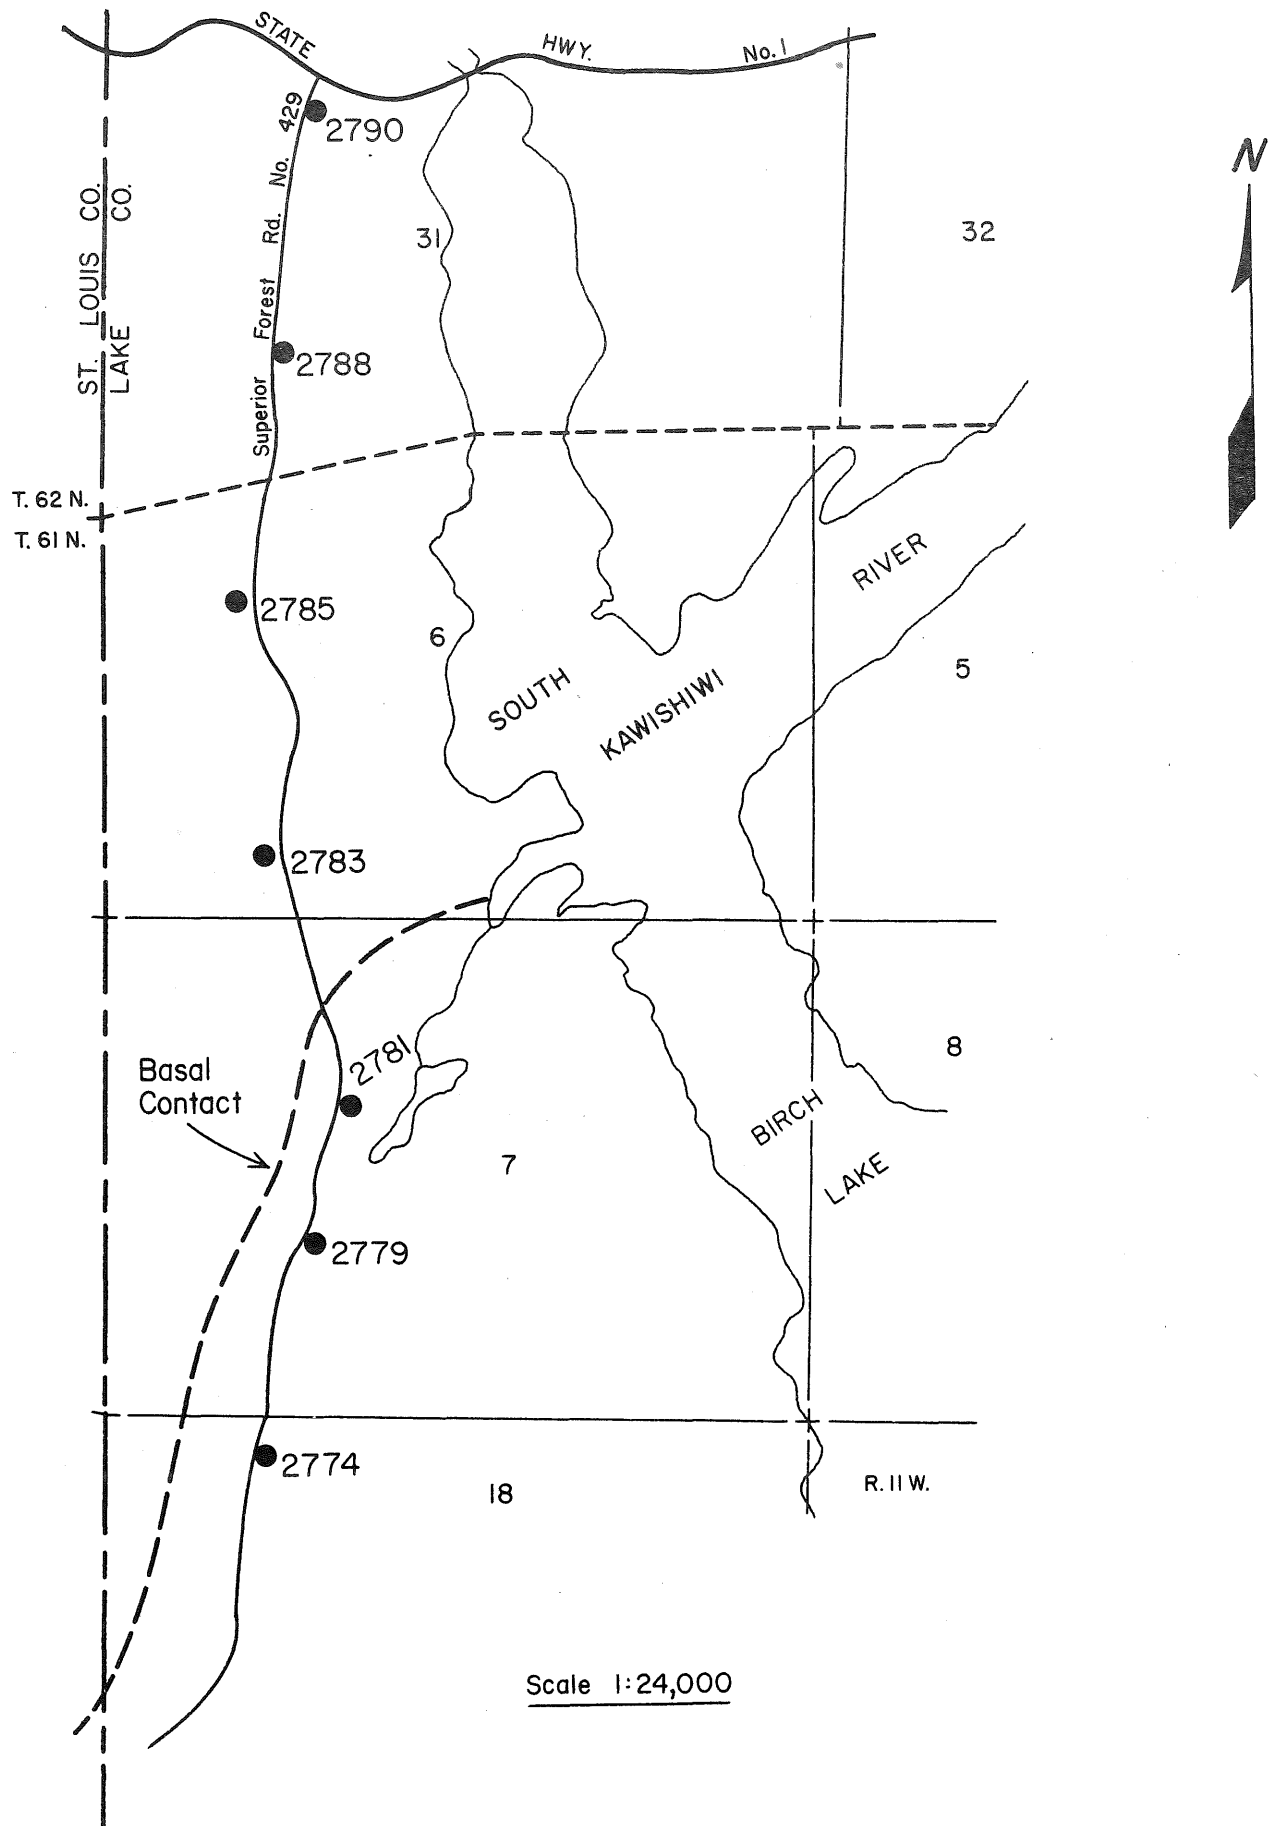 STATE HWY. No. 1
N
429
2790
Superior Forest Rd. No.
ST. LOUIS CO.
LAKE CO.
31
32
2788
T. 62 N.
T. 61 N.
2785
6
RIVER
5
SOUTH
KAWISHIWI
2783
2781
8
Basal
Contact
BIRCH
LAKE
7
2779
2774
18
R. 11 W.
Scale 1:24,000